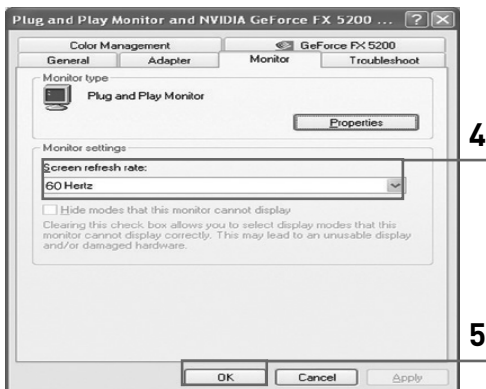 Plug and Play Monitor and NVIDIA GeForce FX 5200 ...
Color Management
GeForce FX 5200
General
Adapter
Monitor
Troubleshoot
Monitor type
Plug and Play Monitor
Properties
4
Monitor settings
Screen refresh rate:
60 Hertz
Hide modes that this monitor cannot display
Clearing this check box allows you to select display modes that this
monitor cannot display correctly. This may lead to an unusable display
and/or damaged hardware.
5
OK
Cancel
Apply